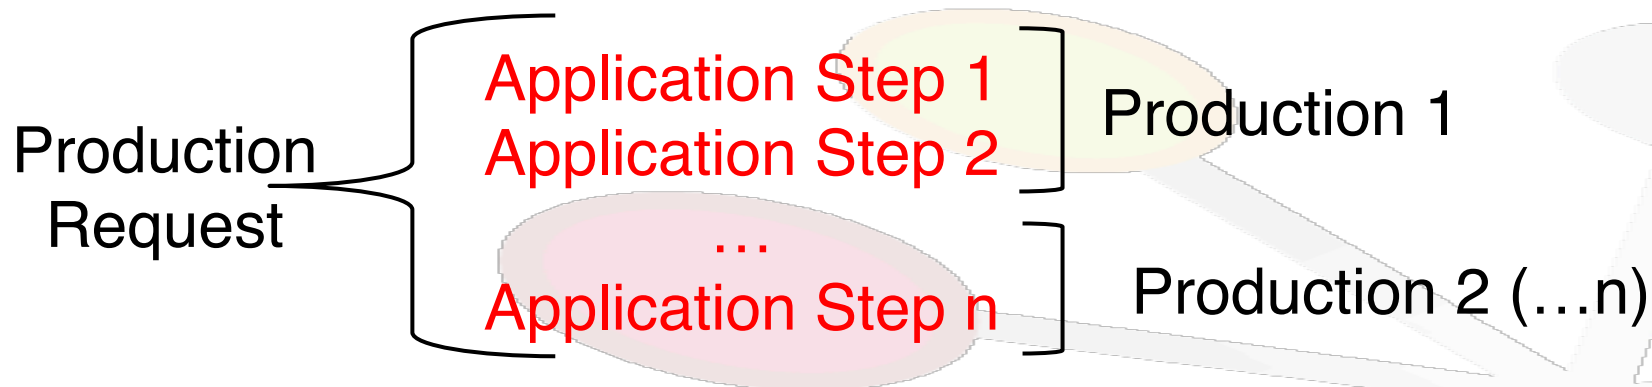 Production
Request
Application Step 1
Application Step 2
…
Application Step n
Production 1
Production 2 (…n)